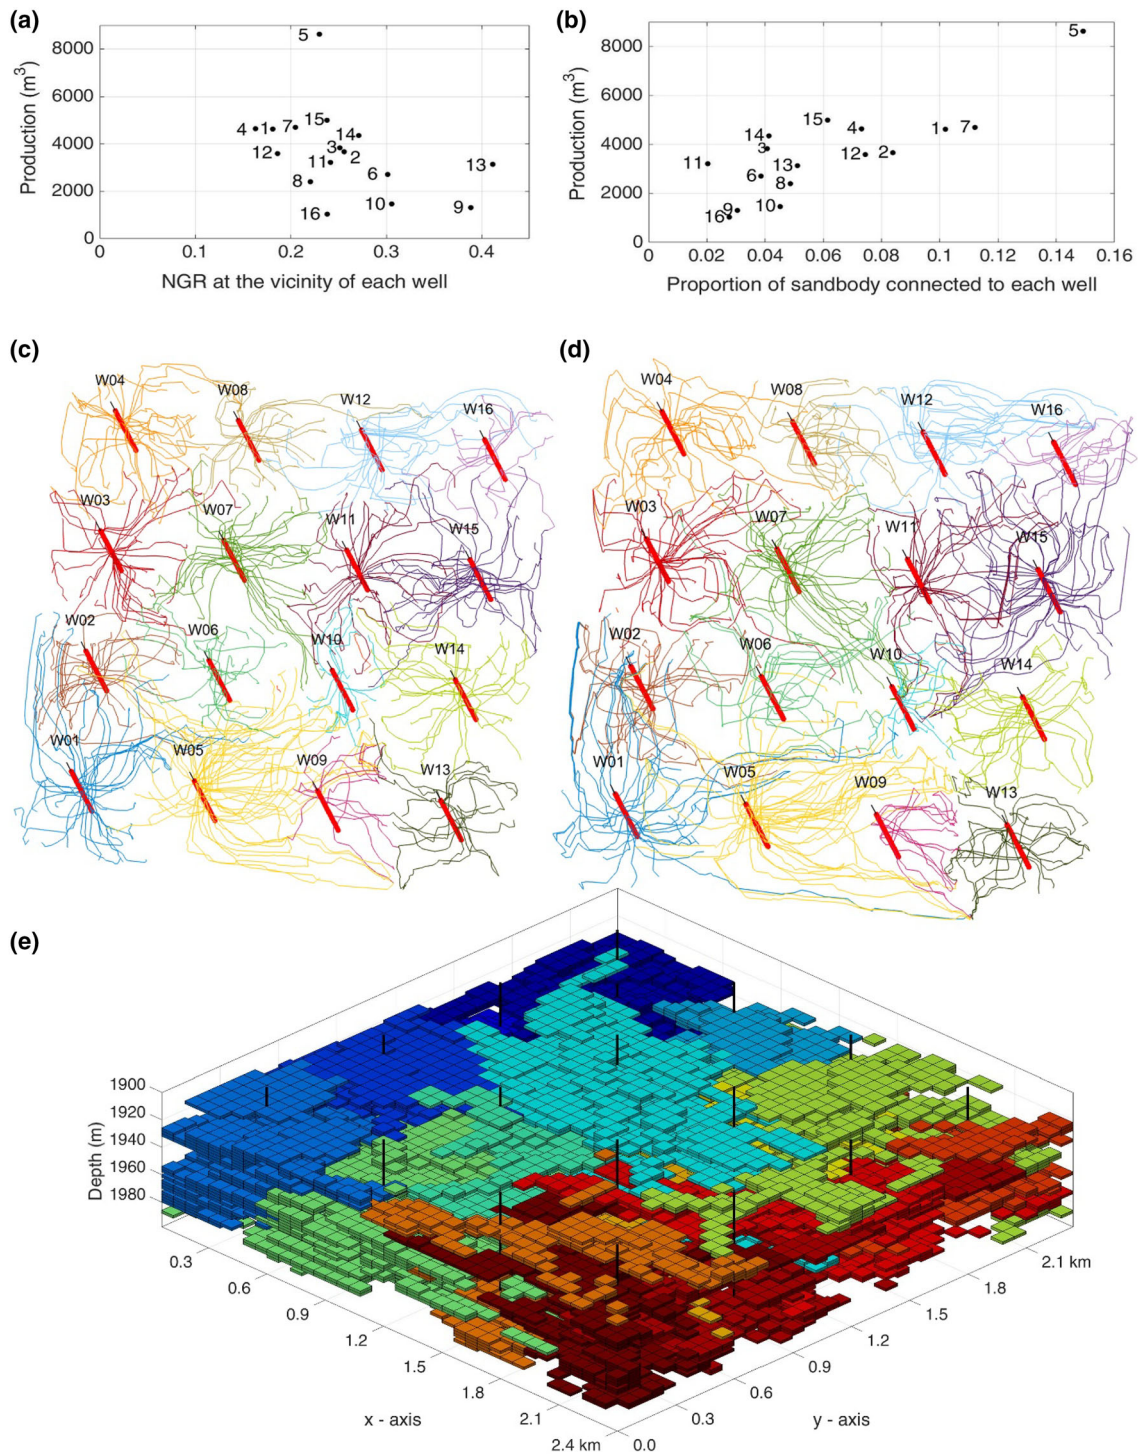 (a)
Production (m³)
8000
6000
4000
2000
0
5
4
1
7
15
14
3
2
12
11
8
6
13
16
10
9
0
0.1
0.2
0.3
0.4
NGR at the vicinity of each well
(b)
Production (m³)
8000
6000
4000
2000
0
5
15
4
1
7
14
3
12
2
11
13
6
8
9
10
16
0
0.02
0.04
0.06
0.08
0.1
0.12
0.14
0.16
Proportion of sandbody connected to each well
(c)
W04
W08
W12
W16
W03
W07
W11
W15
W02
W06
W10
W14
W01
W05
W09
W13
(d)
W04
W08
W12
W16
W03
W07
W11
W15
W02
W06
W10
W14
W01
W05
W09
W13
(e)
Depth (m)
1900
1920
1940
1960
1980
0.3
0.6
0.9
1.2
1.5
1.8
2.1
2.4 km
x - axis
0.0
0.3
0.6
0.9
1.2
1.5
1.8
2.1 km
y - axis